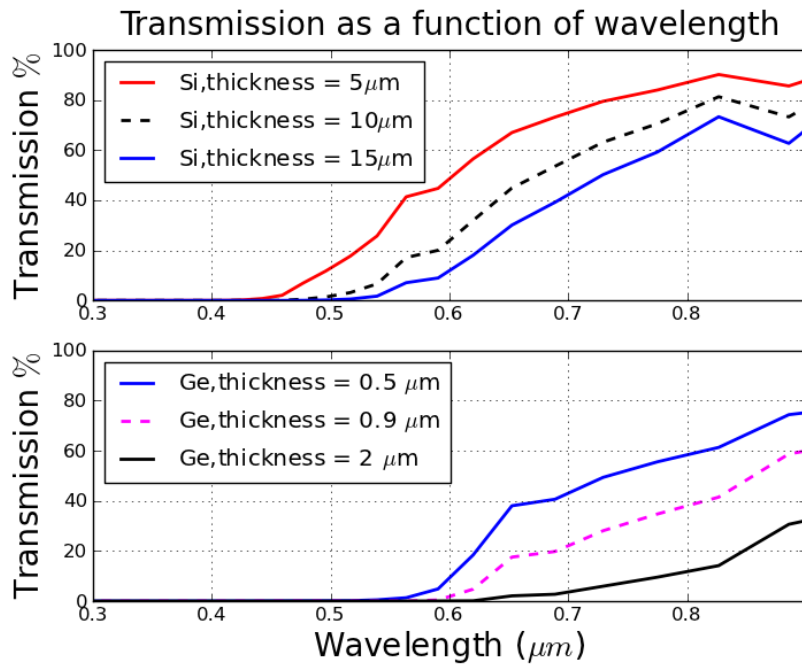 Transmission as a function of wavelength
100
80
60
40
20
0
Transmission %
Si,thickness = 5μm
Si,thickness = 10μm
Si,thickness = 15μm
0.3 0.4 0.5 0.6 0.7 0.8
100
80
60
40
20
0
Transmission %
Ge,thickness = 0.5 μm
Ge,thickness = 0.9 μm
Ge,thickness = 2 μm
0.3 0.4 0.5 0.6 0.7 0.8
Wavelength (μm)